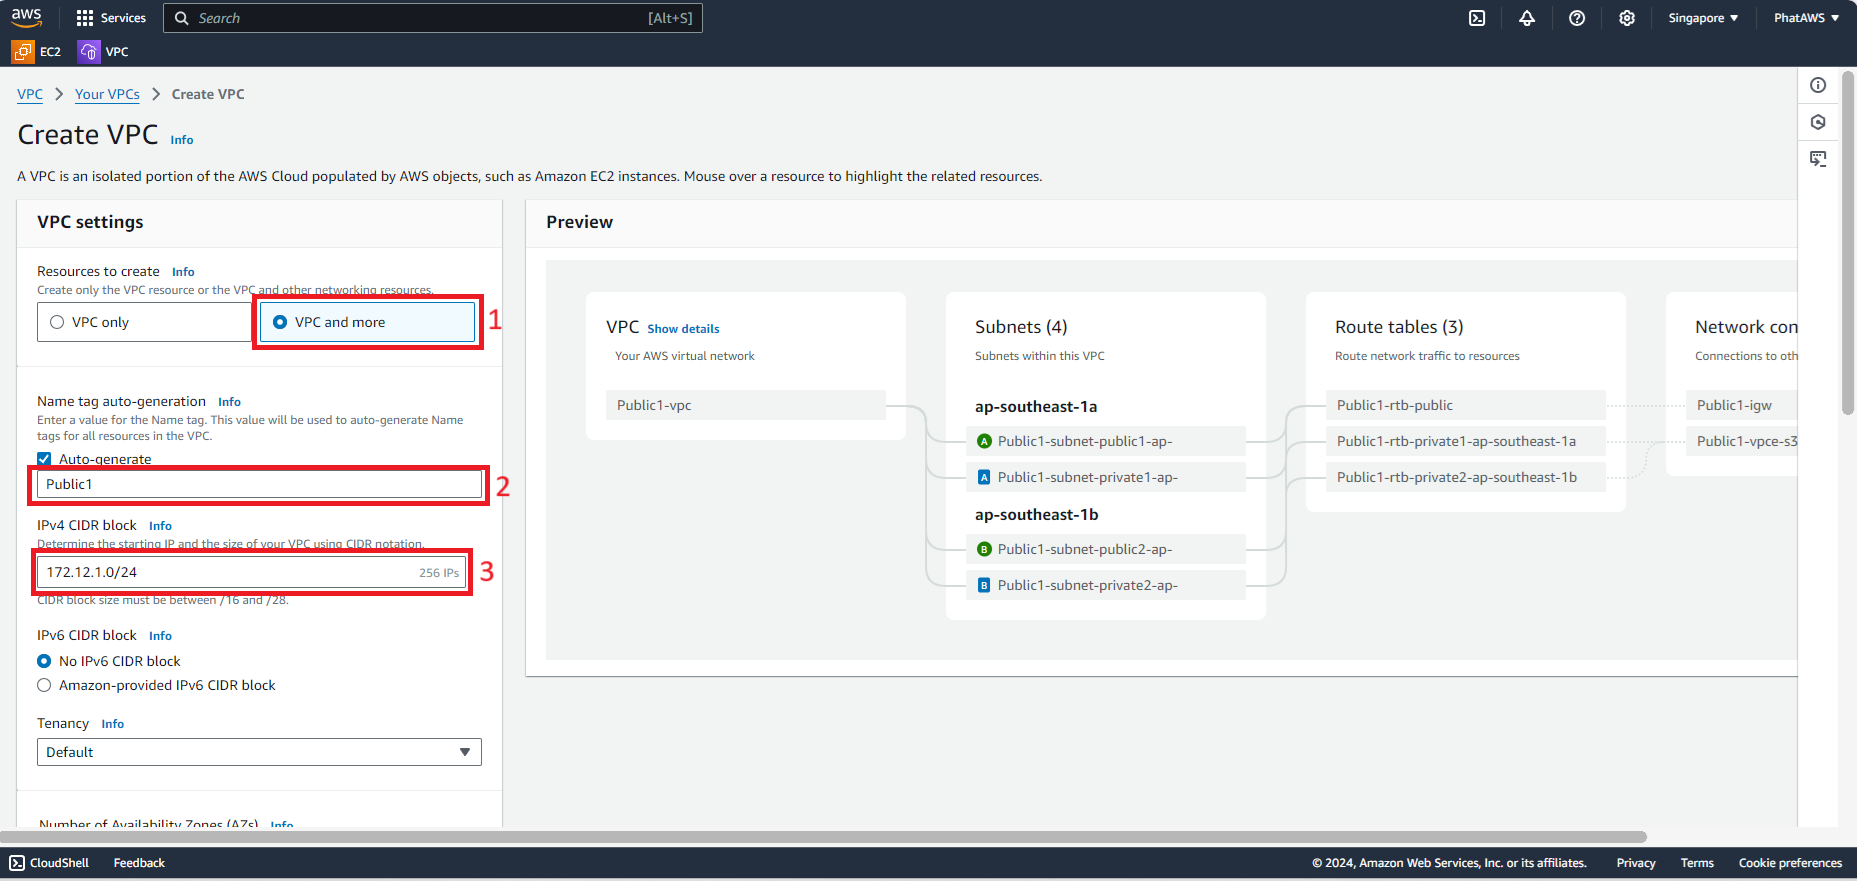 aws
Services
Search
[Alt+S]
Singapore
PhatAWS
EC2
VPC
VPC
Your VPCs
Create VPC
Create VPC
Info
A VPC is an isolated portion of the AWS Cloud populated by AWS objects, such as Amazon EC2 instances. Mouse over a resource to highlight the related resources.
VPC settings
Resources to create Info
Create only the VPC resource or the VPC and other networking resources.
VPC only
VPC and more
1
Name tag auto-generation Info
Enter a value for the Name tag. This value will be used to auto-generate Name
tags for all resources in the VPC.
Auto-generate
Public1
2
IPv4 CIDR block Info
Determine the starting IP and the size of your VPC using CIDR notation.
172.12.1.0/24
256 IPs
3
CIDR block size must be between /16 and /28.
IPv6 CIDR block Info
No IPv6 CIDR block
Amazon-provided IPv6 CIDR block
Tenancy Info
Default
Number of Availability Zones (AZs) Info
Preview
VPC Show details
Your AWS virtual network
Public1-vpc
Subnets (4)
Subnets within this VPC
ap-southeast-1a
A Public1-subnet-public1-ap-
A Public1-subnet-private1-ap-
ap-southeast-1b
B Public1-subnet-public2-ap-
B Public1-subnet-private2-ap-
Route tables (3)
Route network traffic to resources
Public1-rtb-public
Public1-rtb-private1-ap-southeast-1a
Public1-rtb-private2-ap-southeast-1b
Network con
Connections to oth
Public1-igw
Public1-vpce-s3
CloudShell
Feedback
© 2024, Amazon Web Services, Inc. or its affiliates.
Privacy
Terms
Cookie preferences